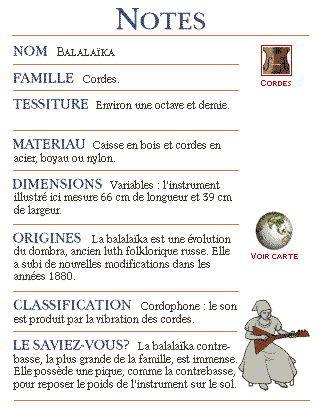 NOTES
NOM BALALAÏKA
CORDES
FAMILLE Cordes.
TESSITURE Environ une octave et demie.
MATERIAU Caisse en bois et cordes en
acier, boyau ou nylon.
DIMENSIONS Variables : l'instrument
illustré ici mesure 66 cm de longueur et 39 cm
de largeur.
ORIGINES La balalaïka est une évolution
du dombra, ancien luth folklorique russe. Elle
a subi de nouvelles modifications dans les
années 1880.
VOIR CARTE
CLASSIFICATION Cordophone : le son
est produit par la vibration des cordes.
LE SAVIEZ-VOUS? La balalaïka contre-
basse, la plus grande de la famille, est immense.
Elle possède une pique, comme la contrebasse,
pour reposer le poids de l'instrument sur le sol.